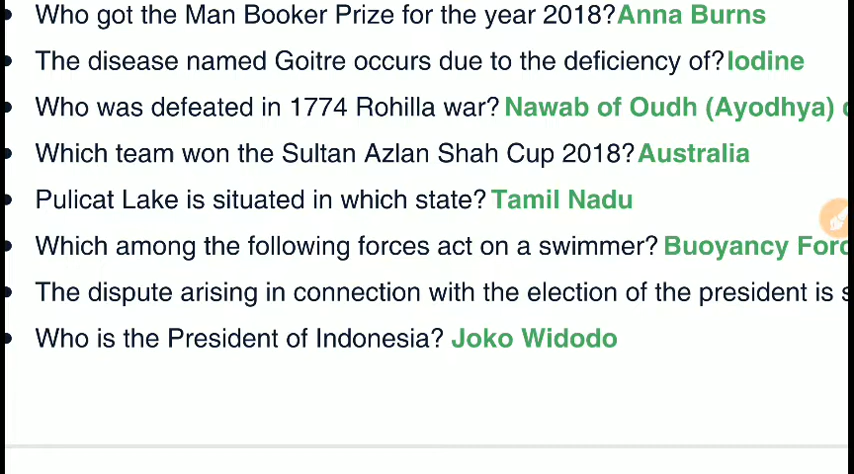 Who got the Man Booker Prize for the year 2018? Anna Burns
The disease named Goitre occurs due to the deficiency of? Iodine
Who was defeated in 1774 Rohilla war? Nawab of Oudh (Ayodhya)
Which team won the Sultan Azlan Shah Cup 2018? Australia
Pulicat Lake is situated in which state? Tamil Nadu
Which among the following forces act on a swimmer? Buoyancy
The dispute arising in connection with the election of the president is
Who is the President of Indonesia? Joko Widodo